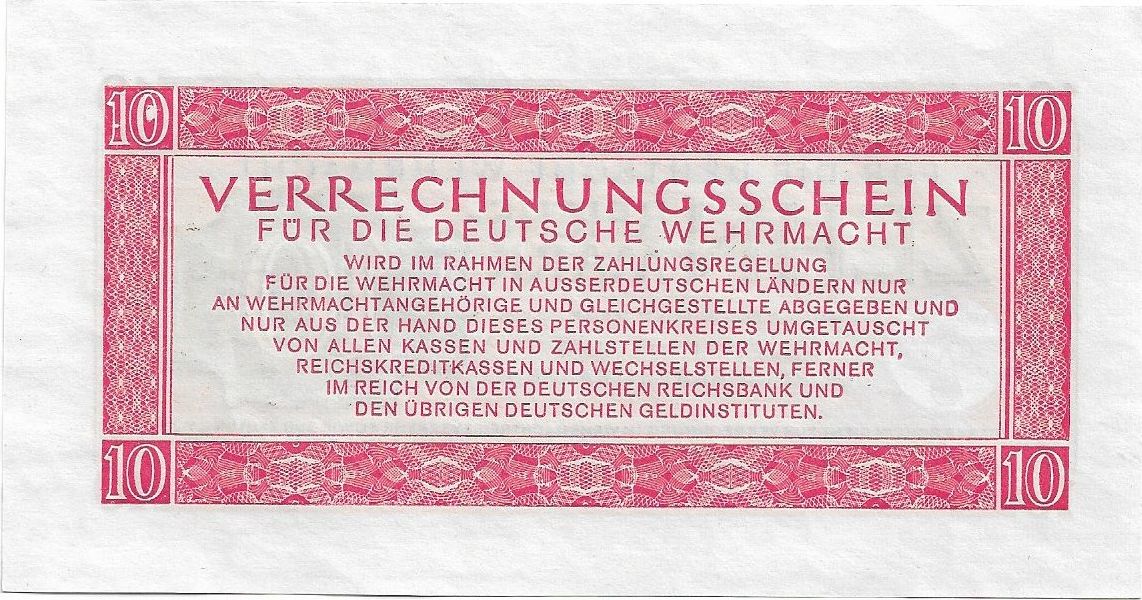 10 10
VERRECHNUNGSSCHEIN
FÜR DIE DEUTSCHE WEHRMACHT
WIRD IM RAHMEN DER ZAHLUNGSREGELUNG
FÜR DIE WEHRMACHT IN AUSSERDEUTSCHEN LÄNDERN NUR
AN WEHRMACHTANGEHÖRIGE UND GLEICHGESTELLTE ABGEGEBEN UND
NUR AUS DER HAND DIESES PERSONENKREISES UMGETAUSCHT
VON ALLEN KASSEN UND ZAHLSTELLEN DER WEHRMACHT,
REICHSKREDITKASSEN UND WECHSELSTELLEN, FERNER
IM REICH VON DER DEUTSCHEN REICHSBANK UND
DEN ÜBRIGEN DEUTSCHEN GELDINSTITUTEN.
10 10